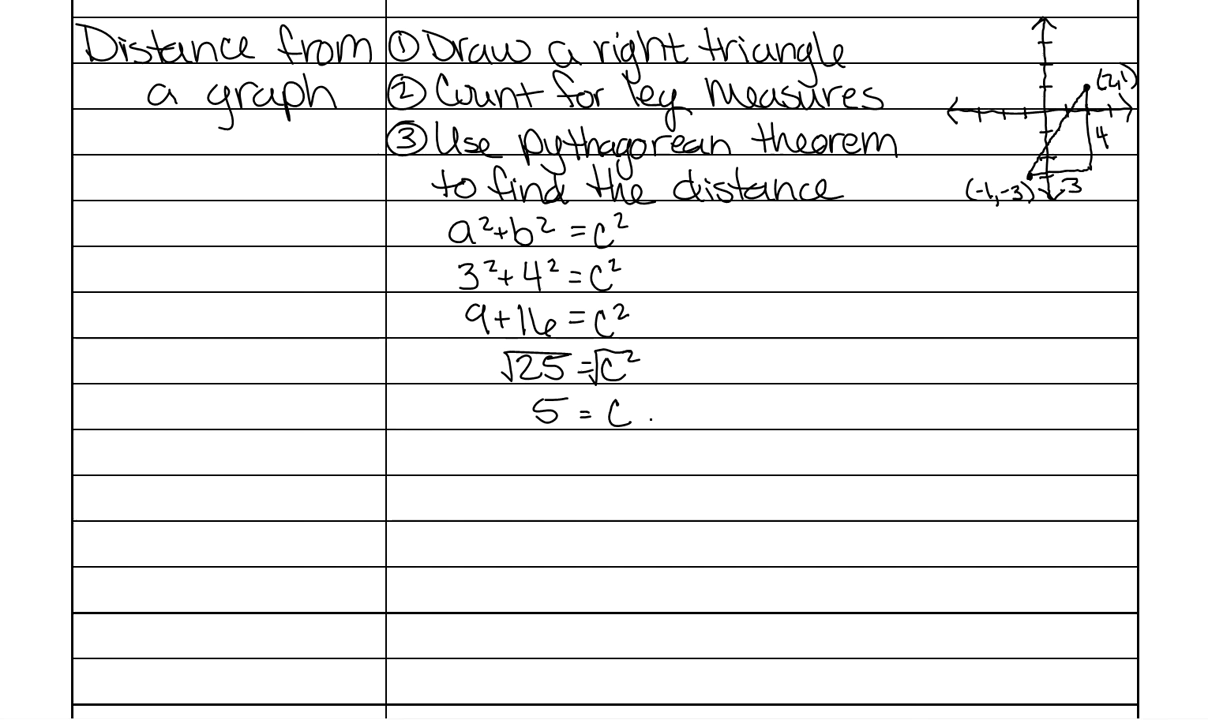 Distance from
a graph
① Draw a right triangle
② Count for leg measures
③ Use pythagorean theorem
to find the distance
a²+b² = c²
3²+4² = c²
9+16 = c²
√25 = √c²
5 = c .
(2,1)
4
(-1,-3)
3